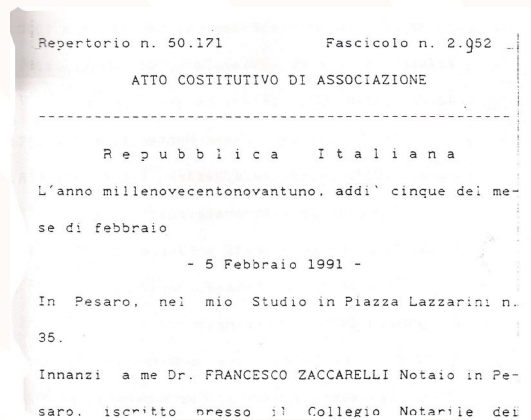 Repertorio n. 50.171 Fascicolo n. 2.952
ATTO COSTITUTIVO DI ASSOCIAZIONE
R e p u b b l i c a I t a l i a n a
L'anno millenovecentonovantuno, addi` cinque del me-
se di febbraio
- 5 Febbraio 1991 -
In Pesaro, nel mio Studio in Piazza Lazzarini n.
35.
Innanzi a me Dr. FRANCESCO ZACCARELLI Notaio in Pe-
saro, iscritto presso il Collegio Notarile dei